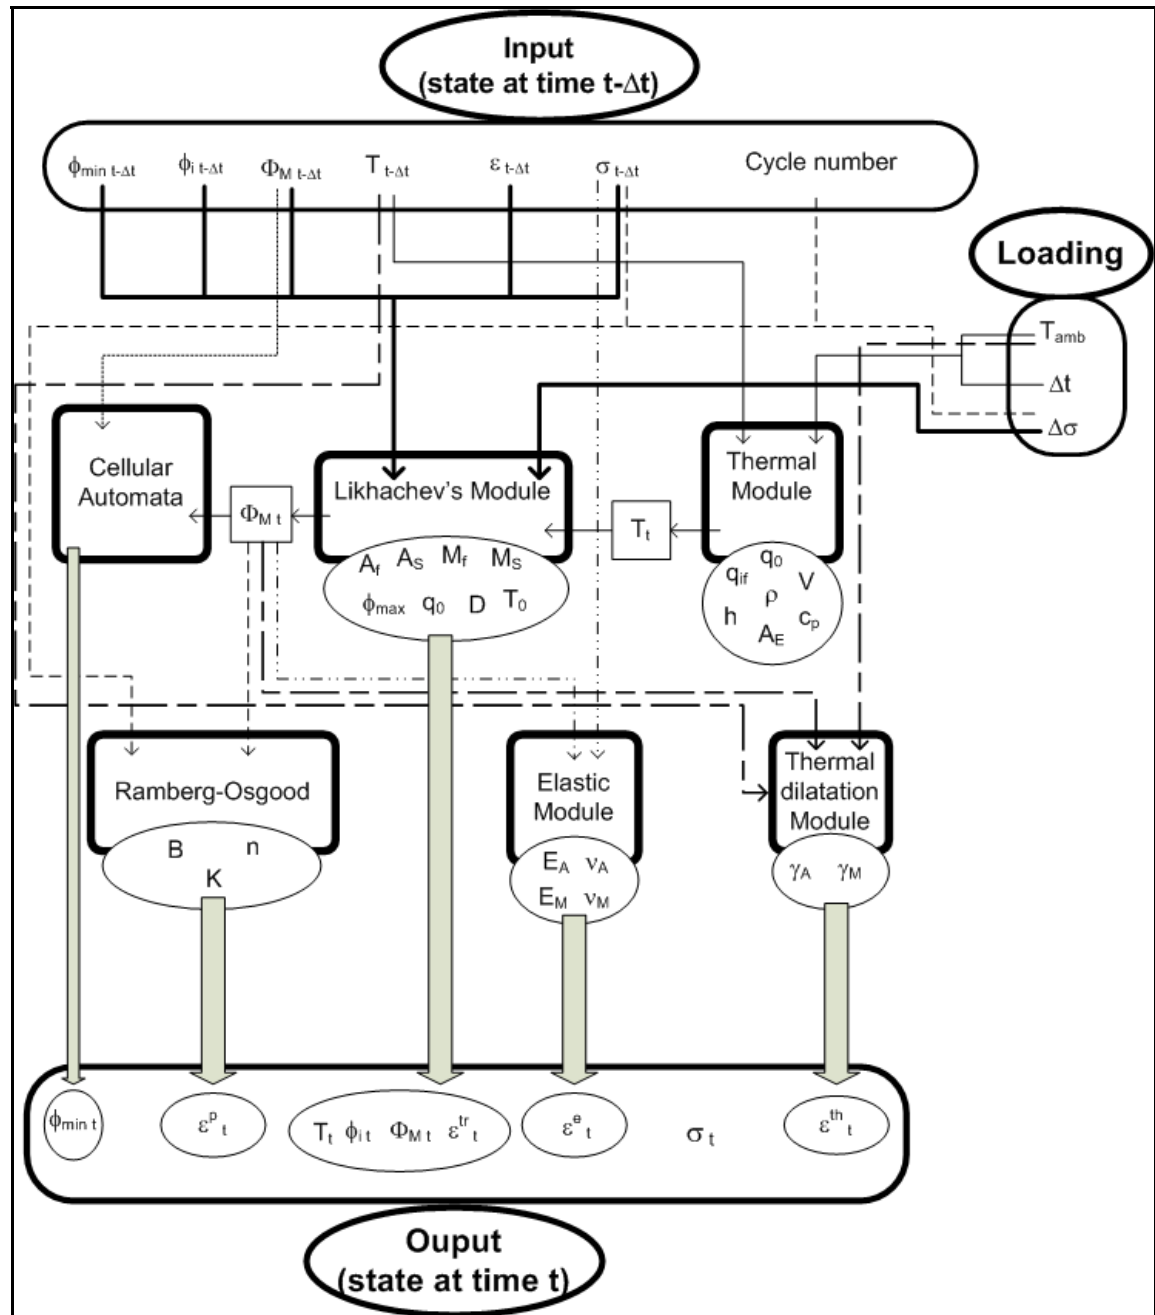 Input
(state at time t-Δt)
ϕmin t-Δt ϕi t-Δt ΦM t-Δt T t-Δt ε t-Δt σ t-Δt Cycle number
Loading
Tamb
Δt
Δσ
Cellular
Automata
ΦM t
Likhachev's Module
Af AS Mf MS
ϕmax q0 D T0
Tt
Thermal
Module
qif q0 V
h ρ cp
AE
Ramberg-Osgood
B n
K
Elastic
Module
EA νA
EM νM
Thermal
dilatation
Module
γA γM
ϕmin t εp t Tt ϕi t ΦM t εtr t εe t σ t εth t
Ouput
(state at time t)